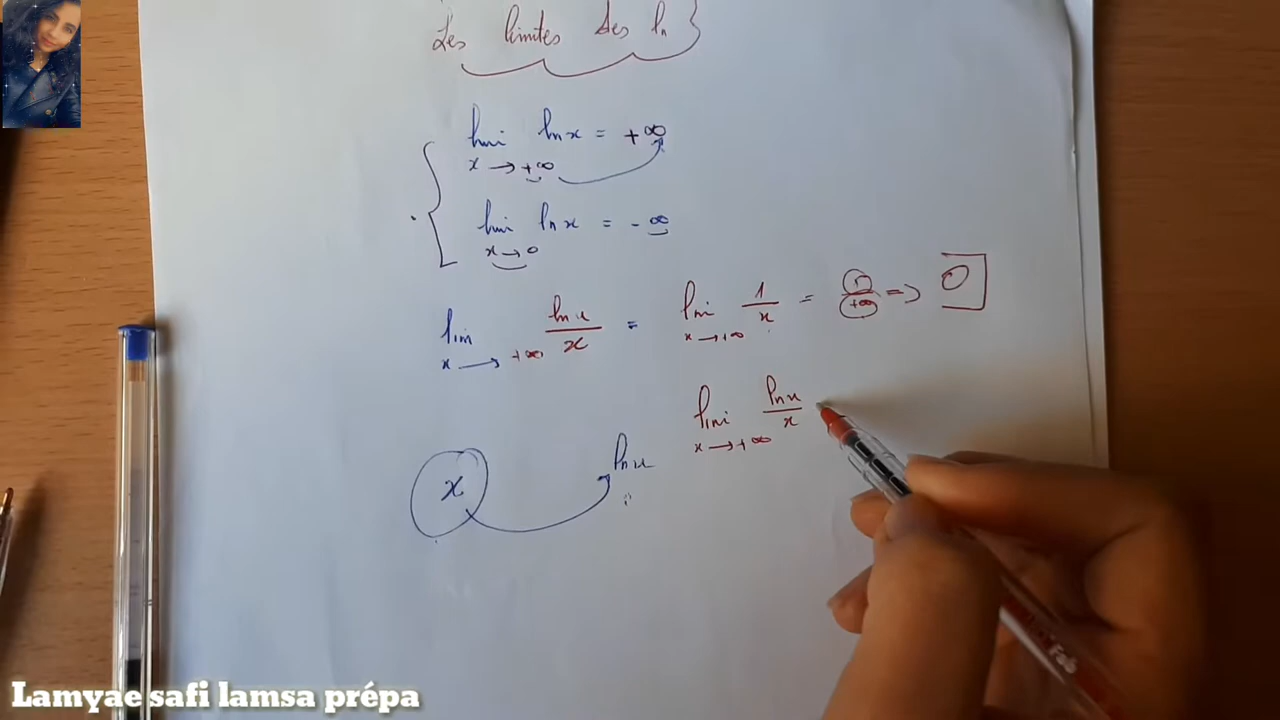 Les limites des ln
lim ln x = +∞
x → +∞
lim ln x = -∞
x → 0
lim ln x / x = lim 1 / x = n / +∞ => 0
x → +∞ x → +∞
lim ln x / x
x → +∞
x ln x
Lamyae safi lamsa prépa